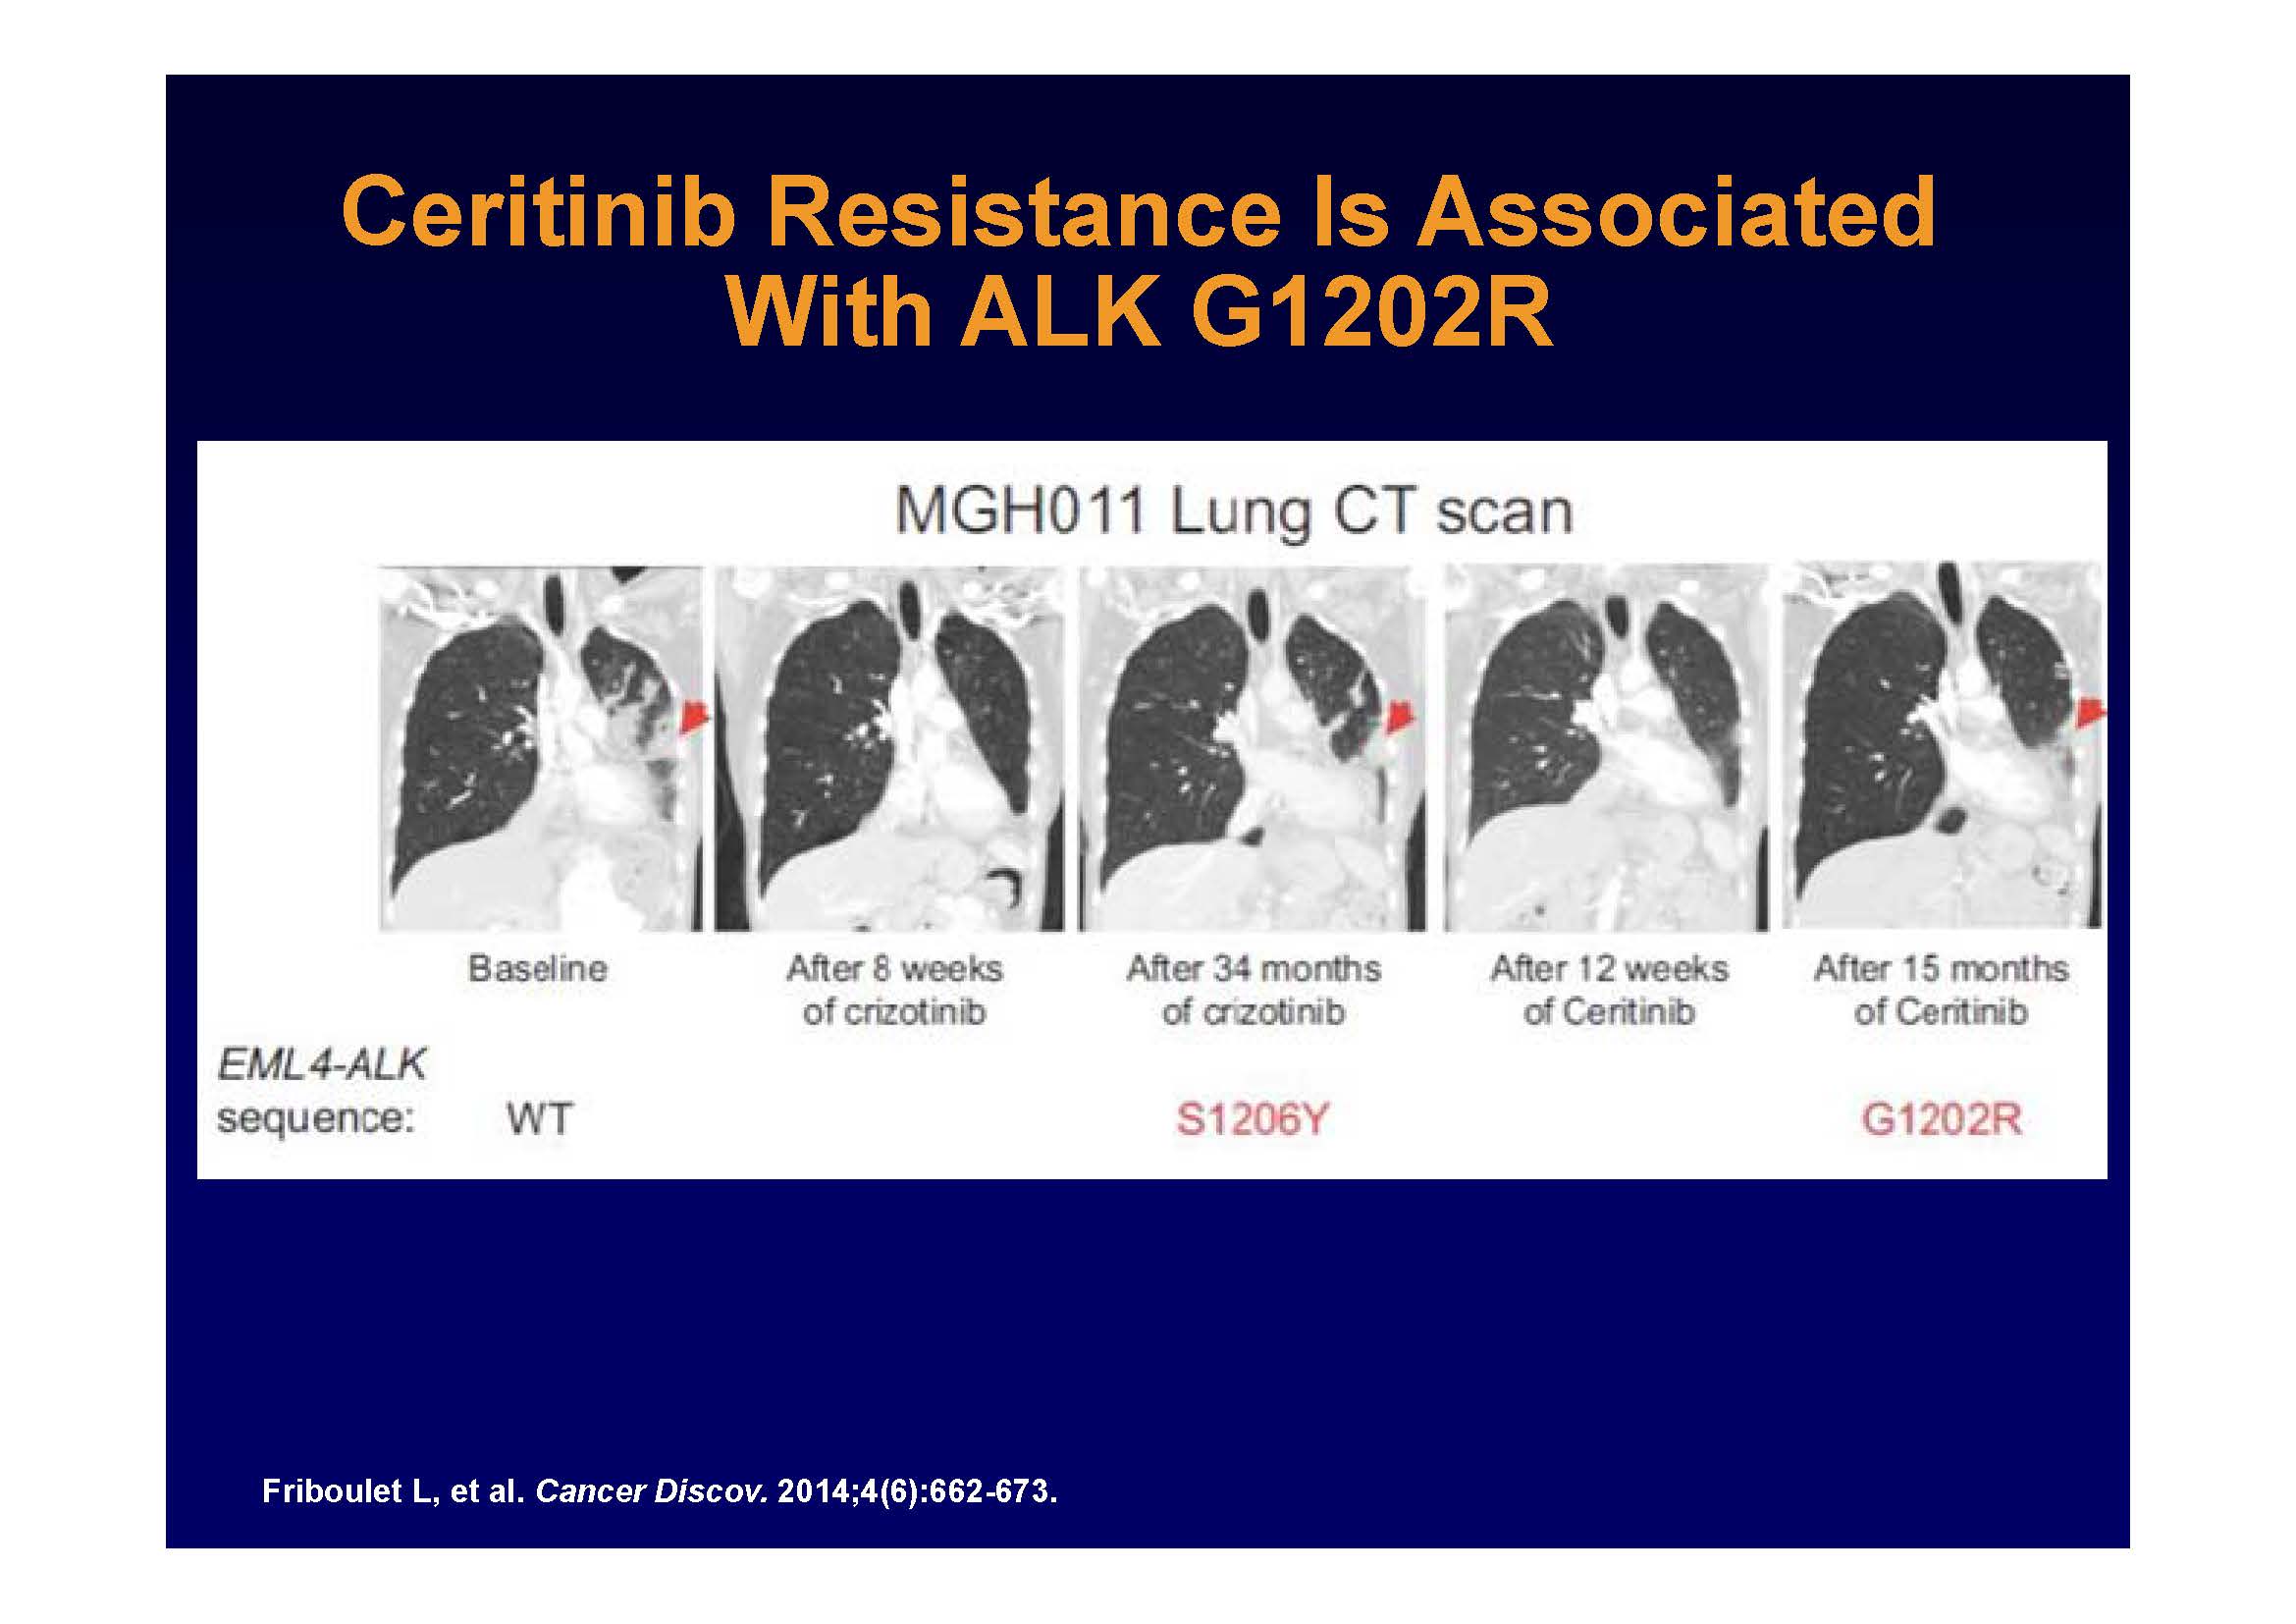 Ceritinib Resistance Is Associated
With ALK G1202R
MGH011 Lung CT scan
Baseline
After 8 weeks
of crizotinib
After 34 months
of crizotinib
After 12 weeks
of Ceritinib
After 15 months
of Ceritinib
EML4-ALK
sequence: WT S1206Y G1202R
Friboulet L, et al. Cancer Discov. 2014;4(6):662-673.